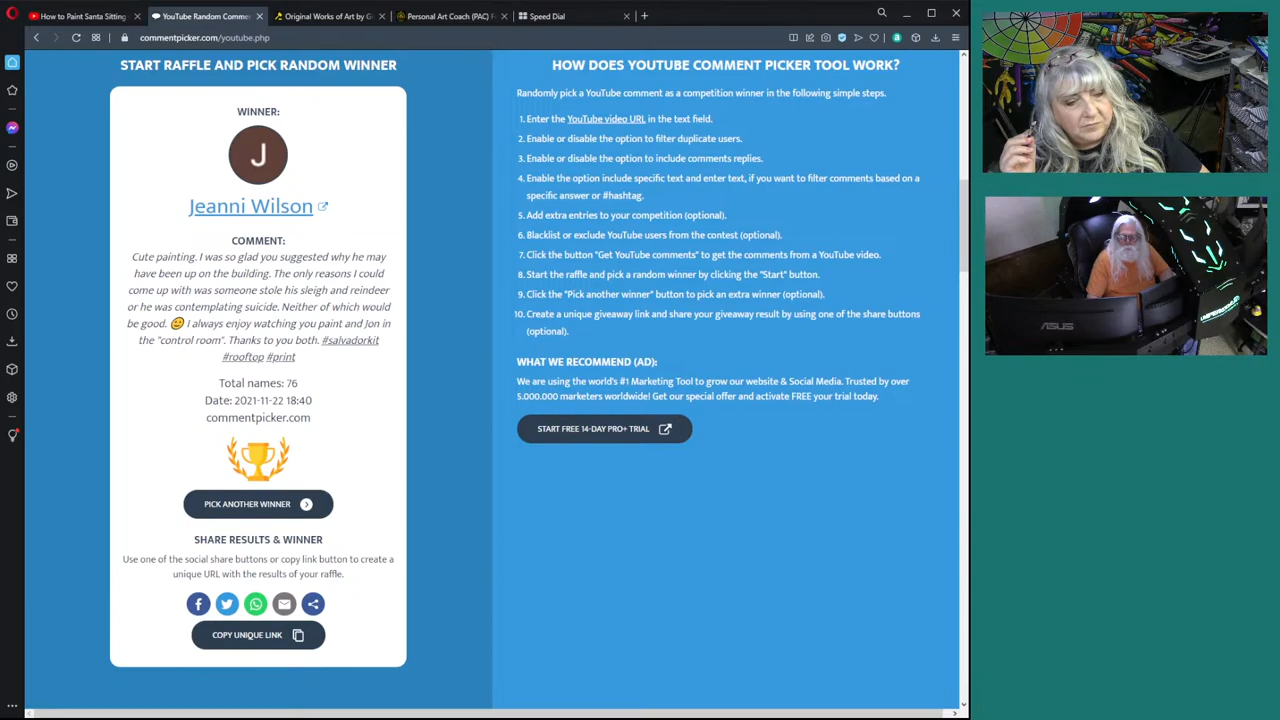 How to Paint Santa Sitting
YouTube Random Comme
Original Works of Art by G
Personal Art Coach (PAC) F
Speed Dial
commentpicker.com/youtube.php
START RAFFLE AND PICK RANDOM WINNER
WINNER:
J
Jeanni Wilson
COMMENT:
Cute painting. I was so glad you suggested why he may
have been up on the building. The only reasons I could
come up with was someone stole his sleigh and reindeer
or he was contemplating suicide. Neither of which would
be good. 🙂 I always enjoy watching you paint and Jon in
the "control room". Thanks to you both. #salvadorkit
#rooftop #print
Total names: 76
Date: 2021-11-22 18:40
commentpicker.com
PICK ANOTHER WINNER
SHARE RESULTS & WINNER
Use one of the social share buttons or copy link button to create a
unique URL with the results of your raffle.
COPY UNIQUE LINK
HOW DOES YOUTUBE COMMENT PICKER TOOL WORK?
Randomly pick a YouTube comment as a competition winner in the following simple steps.
1. Enter the YouTube video URL in the text field.
2. Enable or disable the option to filter duplicate users.
3. Enable or disable the option to include comments replies.
4. Enable the option include specific text and enter text, if you want to filter comments based on a
specific answer or #hashtag.
5. Add extra entries to your competition (optional).
6. Blacklist or exclude YouTube users from the contest (optional).
7. Click the button "Get YouTube comments" to get the comments from a YouTube video.
8. Start the raffle and pick a random winner by clicking the "Start" button.
9. Click the "Pick another winner" button to pick an extra winner (optional).
10. Create a unique giveaway link and share your giveaway result by using one of the share buttons
(optional).
WHAT WE RECOMMEND (AD):
We are using the world's #1 Marketing Tool to grow our website & Social Media. Trusted by over
5.000.000 marketers worldwide! Get our special offer and activate FREE your trial today.
START FREE 14-DAY PRO+ TRIAL
ASUS